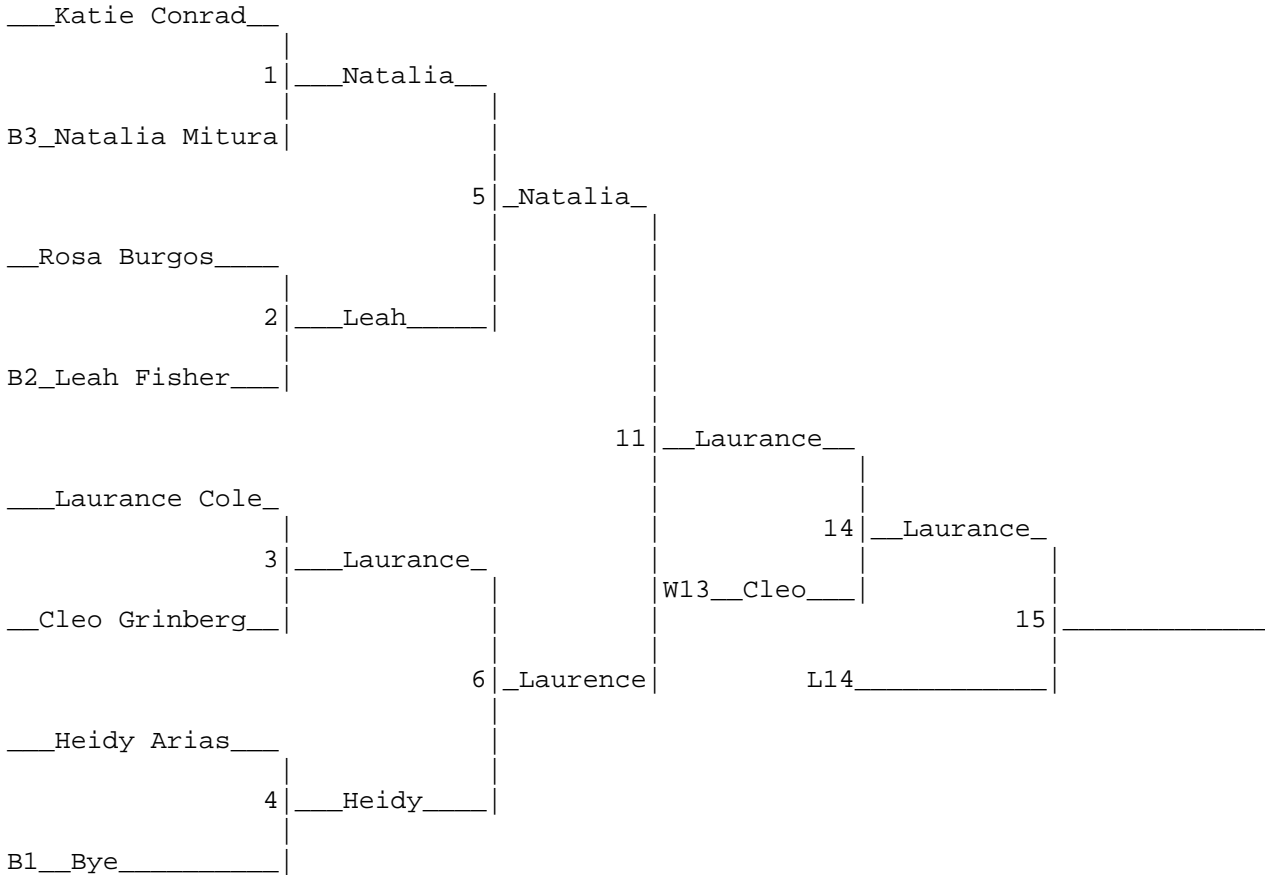 ___Katie Conrad__
1|___Natalia__
B3_Natalia Mitura|
5|_Natalia_
__Rosa Burgos____
2|___Leah_____|
B2_Leah Fisher___|
11|__Laurance__
___Laurance Cole_
14|__Laurance_
3|___Laurance_
W13__Cleo___|
__Cleo Grinberg__|
15|_____________
6|_Laurence|
L14____________|
___Heidy Arias___
4|___Heidy____|
B1__Bye__________|